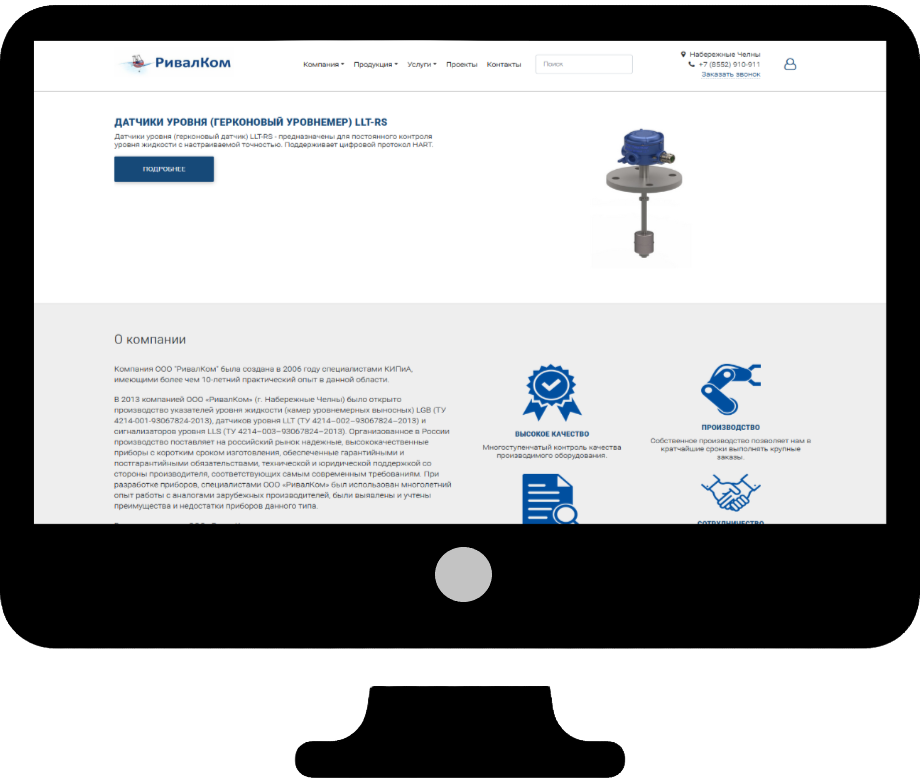 РивалКом
Компания
Продукция
Услуги
Проекты
Контакты
Поиск
Набережные Челны
+7 (8552) 910-911
Заказать звонок
ДАТЧИКИ УРОВНЯ (ГЕРКОНОВЫЙ УРОВНЕМЕР) LLT-RS
Датчики уровня (герконовый датчик) LLT-RS - предназначены для постоянного контроля
уровня жидкости с настраиваемой точностью. Поддерживает цифровой протокол HART.
ПОДРОБНЕЕ
О компании
Компания ООО "РивалКом" была создана в 2006 году специалистами КИПиА,
имеющими более чем 10-летний практический опыт в данной области.
В 2013 компанией ООО «РивалКом» (г. Набережные Челны) было открыто
производство указателей уровня жидкости (камер уровнемерных выносных) LGB (ТУ
4214-001-93067824-2013), датчиков уровня LLT (ТУ 4214–002–93067824–2013) и
сигнализаторов уровня LLS (ТУ 4214–003–93067824–2013). Организованное в России
производство поставляет на российский рынок надежные, высококачественные
приборы с коротким сроком изготовления, обеспеченные гарантийными и
постгарантийными обязательствами, технической и юридической поддержкой со
стороны производителя, соответствующих самым современным требованиям. При
разработке приборов, специалистами ООО «РивалКом» был использован многолетний
опыт работы с аналогами зарубежных производителей, были выявлены и учтены
преимущества и недостатки приборов данного типа.
ВЫСОКОЕ КАЧЕСТВО
Многоступенчатый контроль качества
производимого оборудования.
ПРОИЗВОДСТВО
Собственное производство позволяет нам в
кратчайшие сроки выполнять крупные
заказы.
СОТРУДНИЧЕСТВО